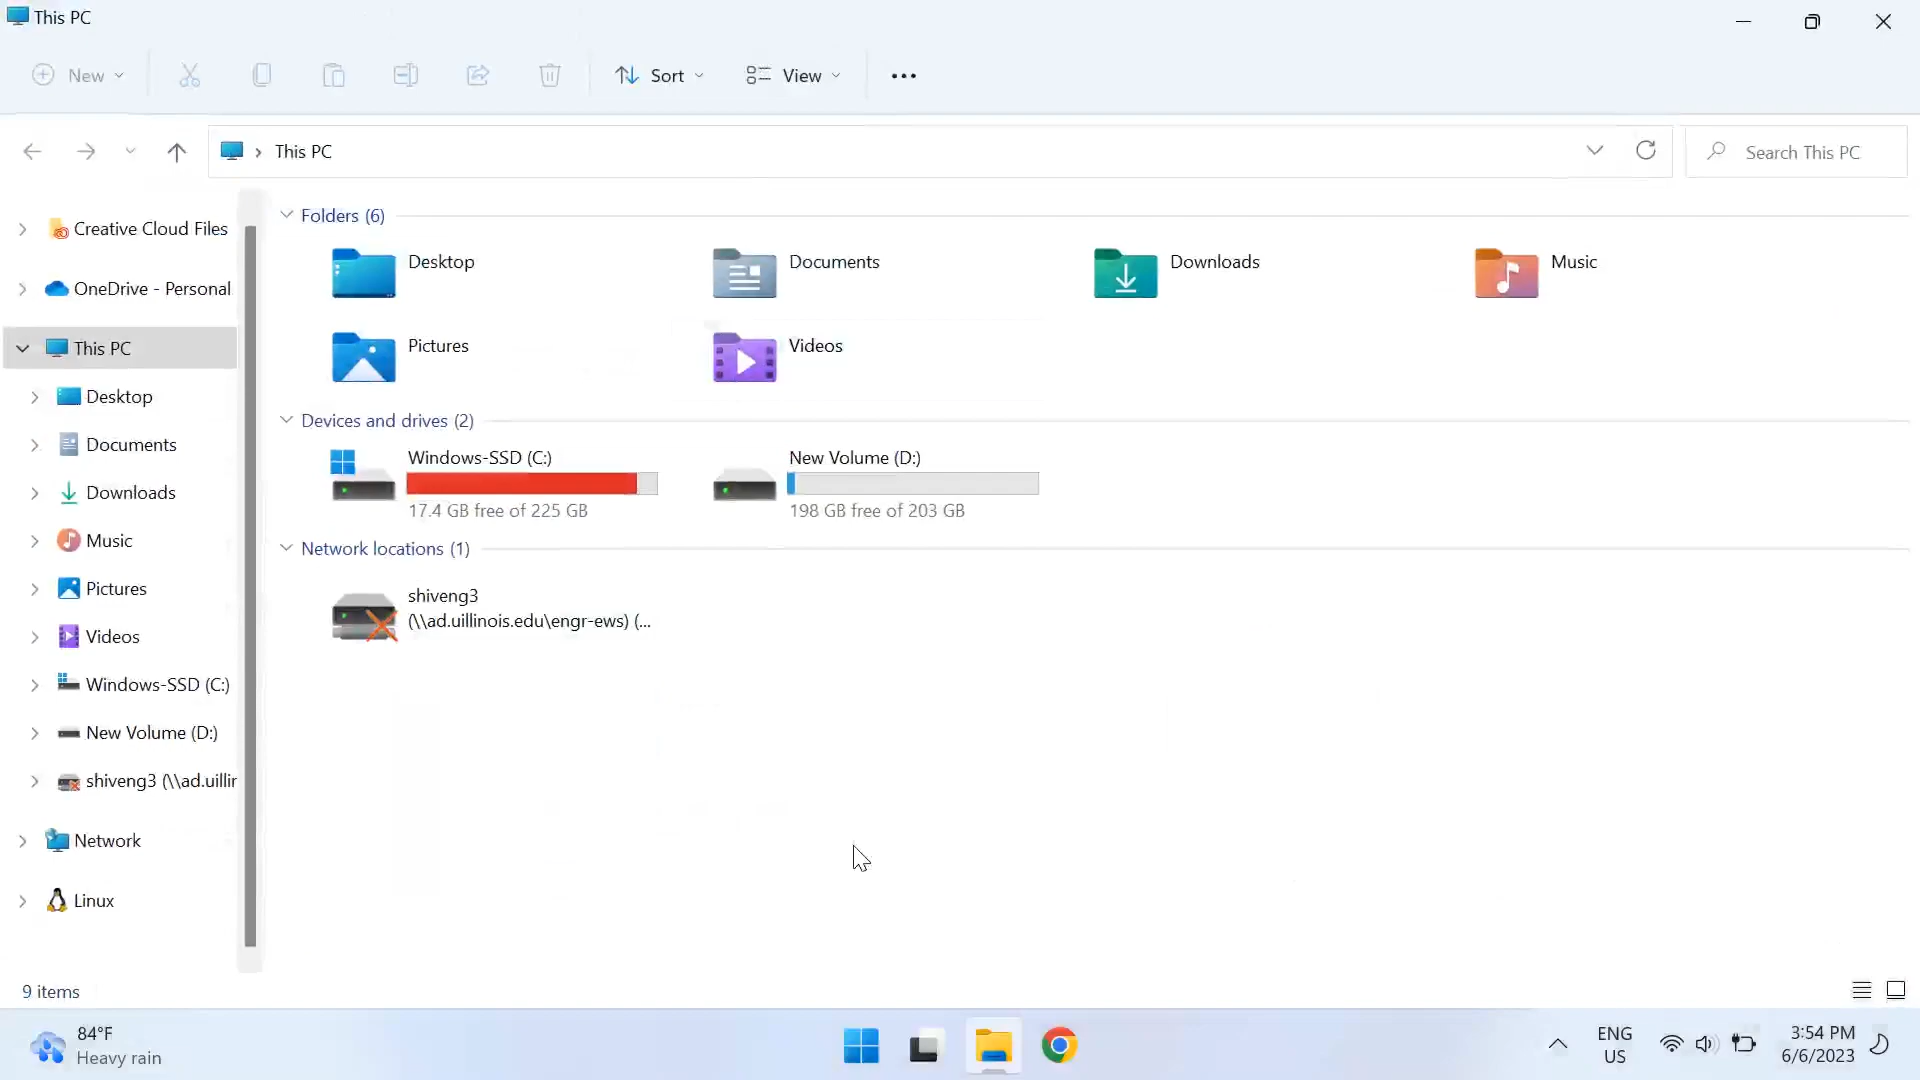 This PC
New
Sort
View
This PC
Search This PC
Creative Cloud Files
OneDrive - Personal
This PC
Desktop
Documents
Downloads
Music
Pictures
Videos
Windows-SSD (C:)
New Volume (D:)
shiveng3 (\\ad.uillir
Network
Linux
Folders (6)
Desktop
Documents
Downloads
Music
Pictures
Videos
Devices and drives (2)
Windows-SSD (C:)
17.4 GB free of 225 GB
New Volume (D:)
198 GB free of 203 GB
Network locations (1)
shiveng3
(\\ad.uillinois.edu\engr-ews) (...
9 items
84°F
Heavy rain
ENG
US
3:54 PM
6/6/2023